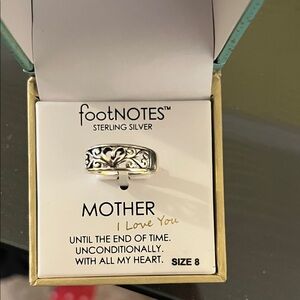 footNOTES™
STERLING SILVER
MOTHER
I Love You
UNTIL THE END OF TIME.
UNCONDITIONALLY.
WITH ALL MY HEART. SIZE 8